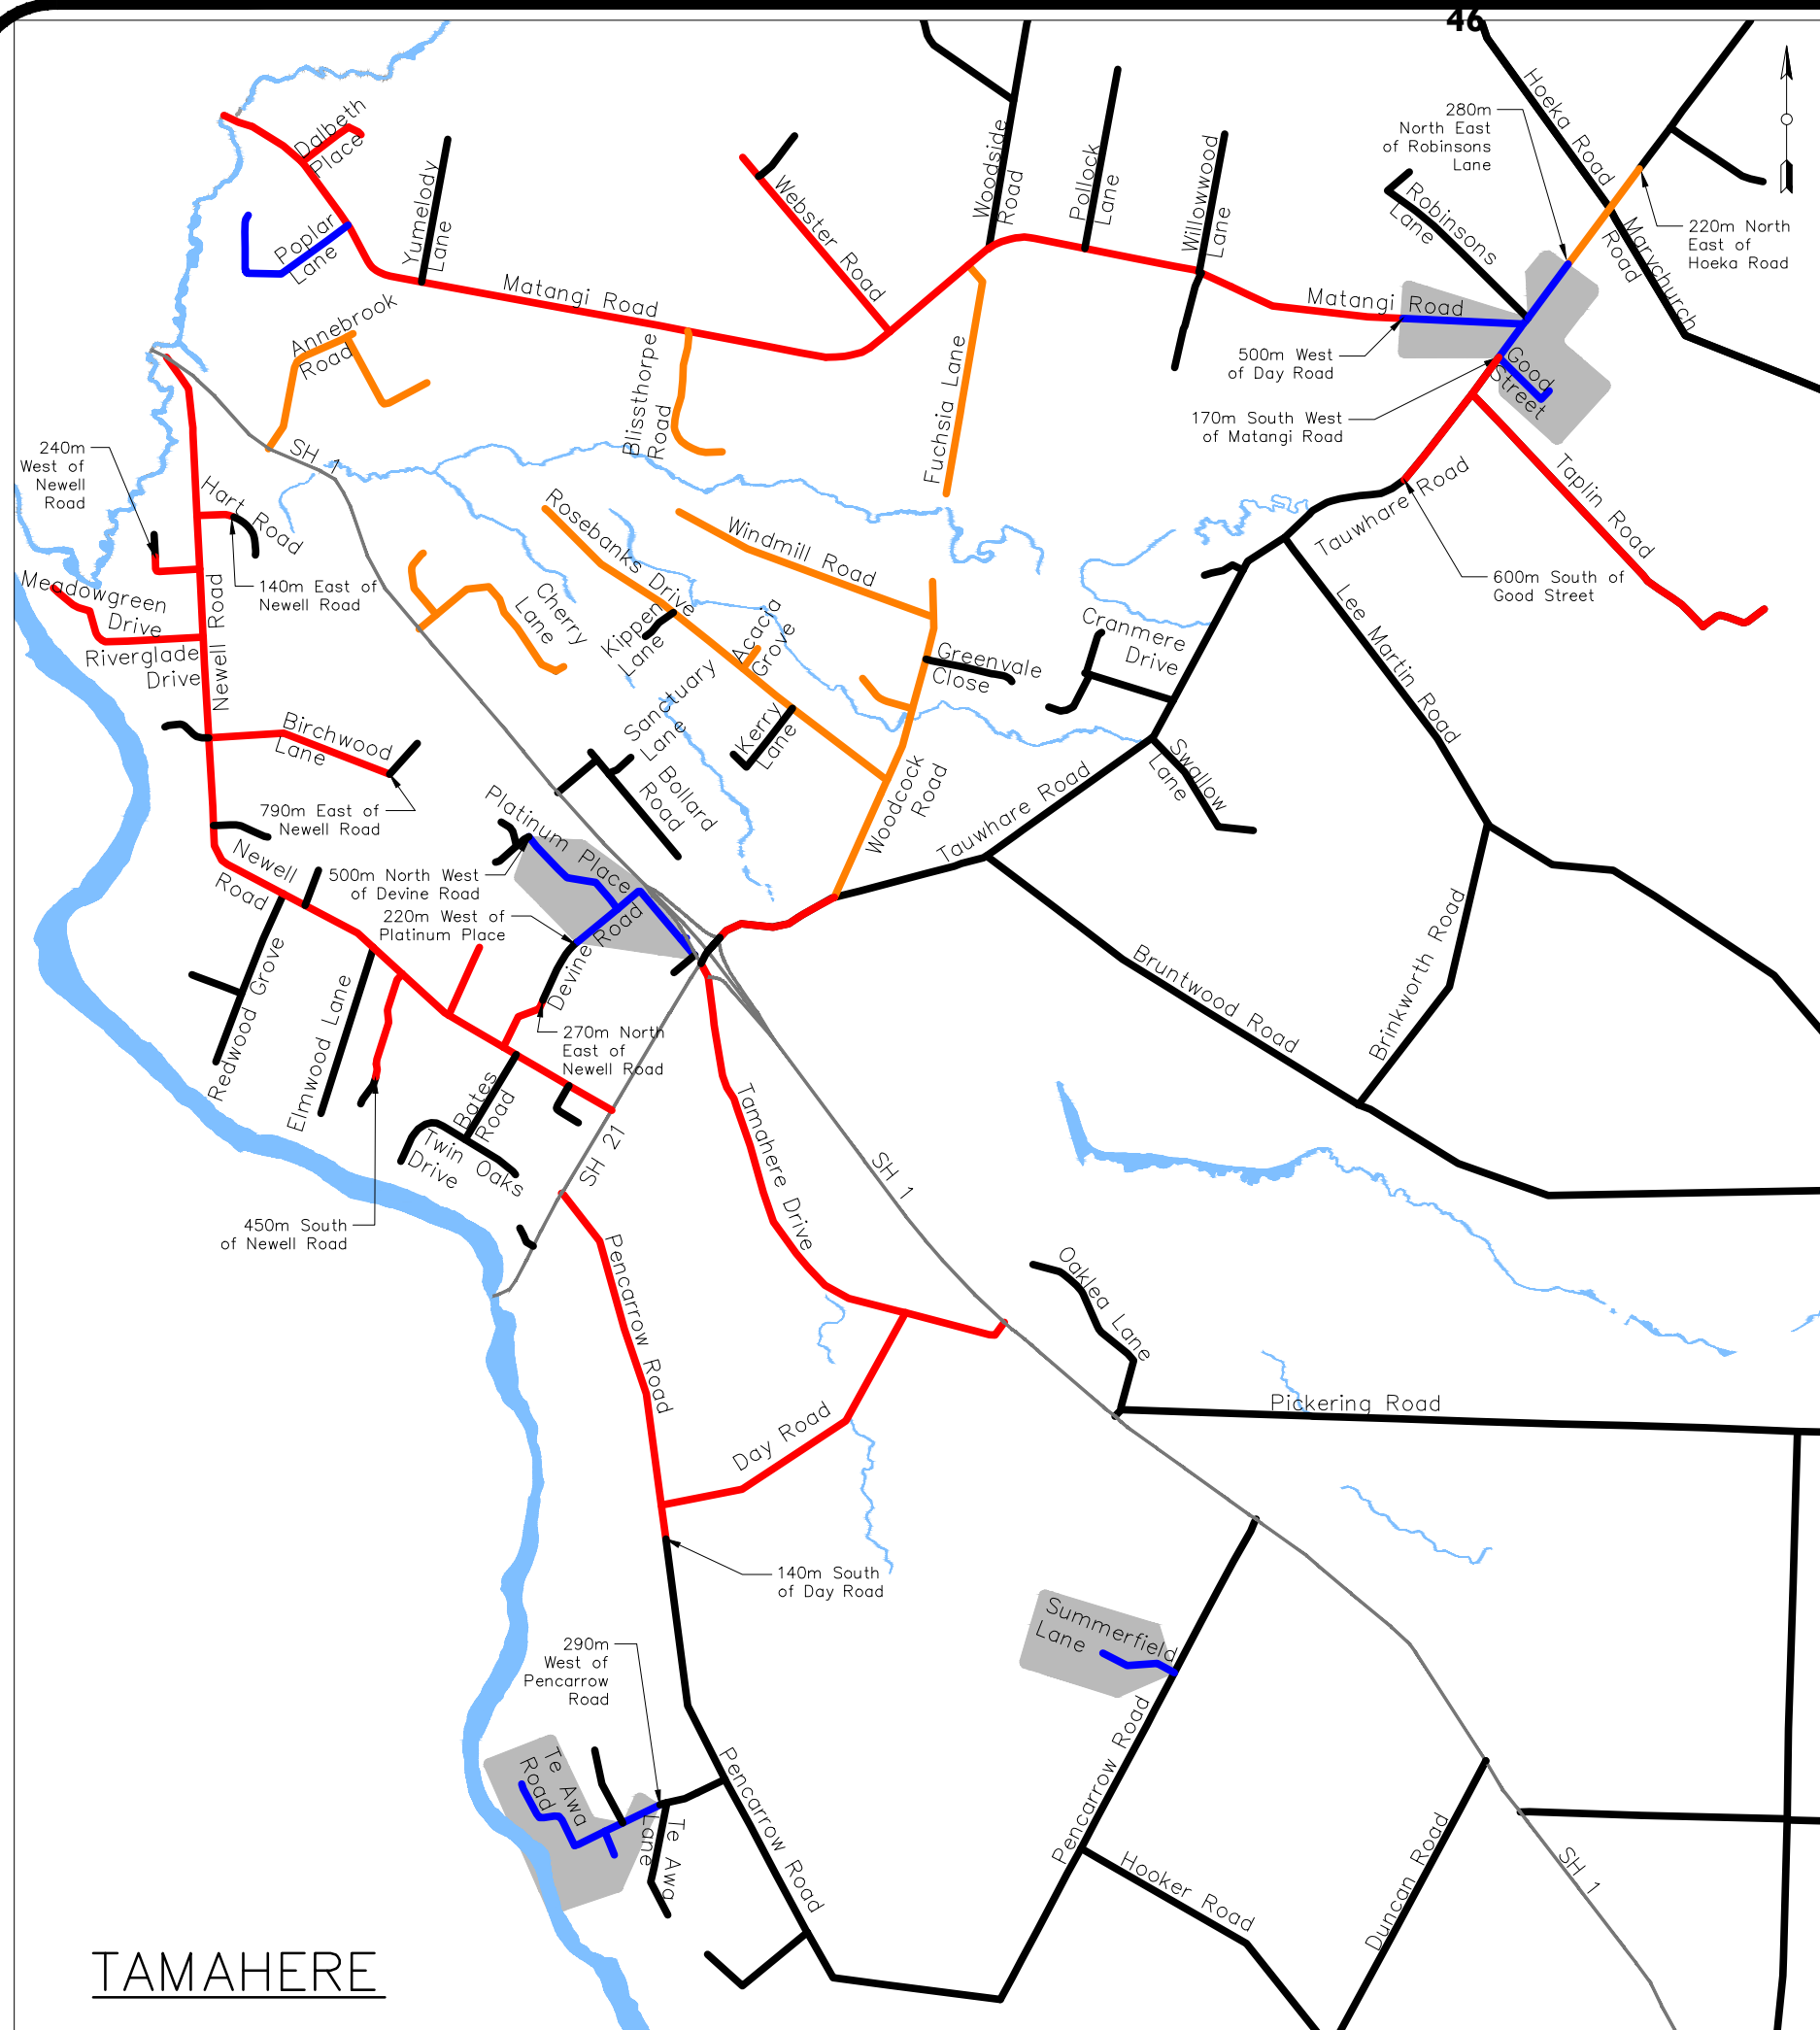 46
Hoeka Road
280m
North East
of Robinsons
Lane
Dalbeth
Place
Yumelody
Lane
Poplar
Lane
Webster Road
Woodside
Road
Pollock
Lane
Willowwood
Lane
Robinsons
Lane
Marychurch
Road
220m North
East of
Hoeka Road
Matangi Road
Matangi Road
Annebrook
Road
Blissthorpe
Road
Fuchsia Lane
500m West
of Day Road
Good
Street
170m South West
of Matangi Road
SH 1
240m
West of
Newell
Road
Hart Road
Rosebanks Drive
Windmill Road
Tauwhare Road
Taplin Road
600m South of
Good Street
140m East of
Newell Road
Meadowgreen
Drive
Riverglade
Drive
Newell Road
Cherry
Lane
Kippen
Lane
Acacia
Grove
Sanctuary
Lane
Greenvale
Close
Cranmere
Drive
Lee Martin Road
Birchwood
Lane
Kerry
Lane
Bollard
Road
Swallow
Lane
790m East of
Newell Road
Platinum Place
Woodcock
Road
Tauwhare Road
Newell
Road
500m North West
of Devine Road
220m West of
Platinum Place
Devine Road
Redwood Grove
Elmwood Lane
270m North
East of
Newell Road
Bates
Road
Twin Oaks
Drive
SH 21
Bruntwood Road
Brinkworth Road
Tamahere Drive
SH 1
450m South
of Newell Road
Pencarrow Road
Oaklea Lane
Pickering Road
Day Road
140m South
of Day Road
Summerfield
Lane
290m
West of
Pencarrow
Road
Te Awa
Road
Te Awa
Lane
Pencarrow Road
Pencarrow Road
Hooker Road
Duncan Road
SH 1
TAMAHERE